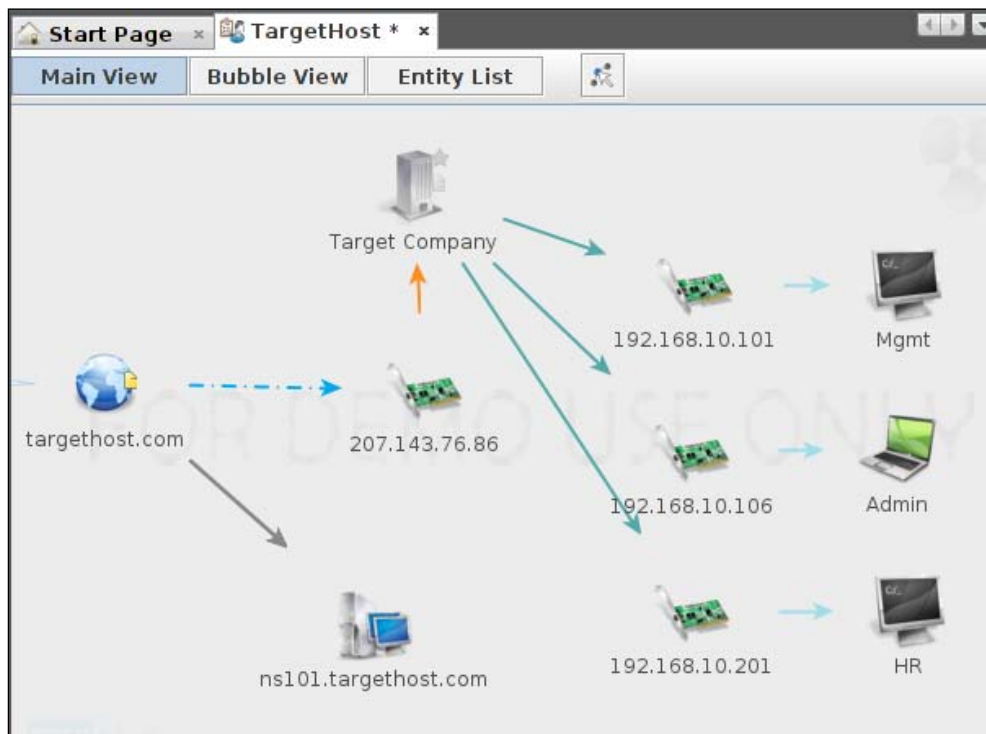 Start Page
TargetHost *
Main View
Bubble View
Entity List
Target Company
192.168.10.101
Mgmt
targethost.com
207.143.76.86
FOR DEMO USE ONLY
192.168.10.106
Admin
ns101.targethost.com
192.168.10.201
HR